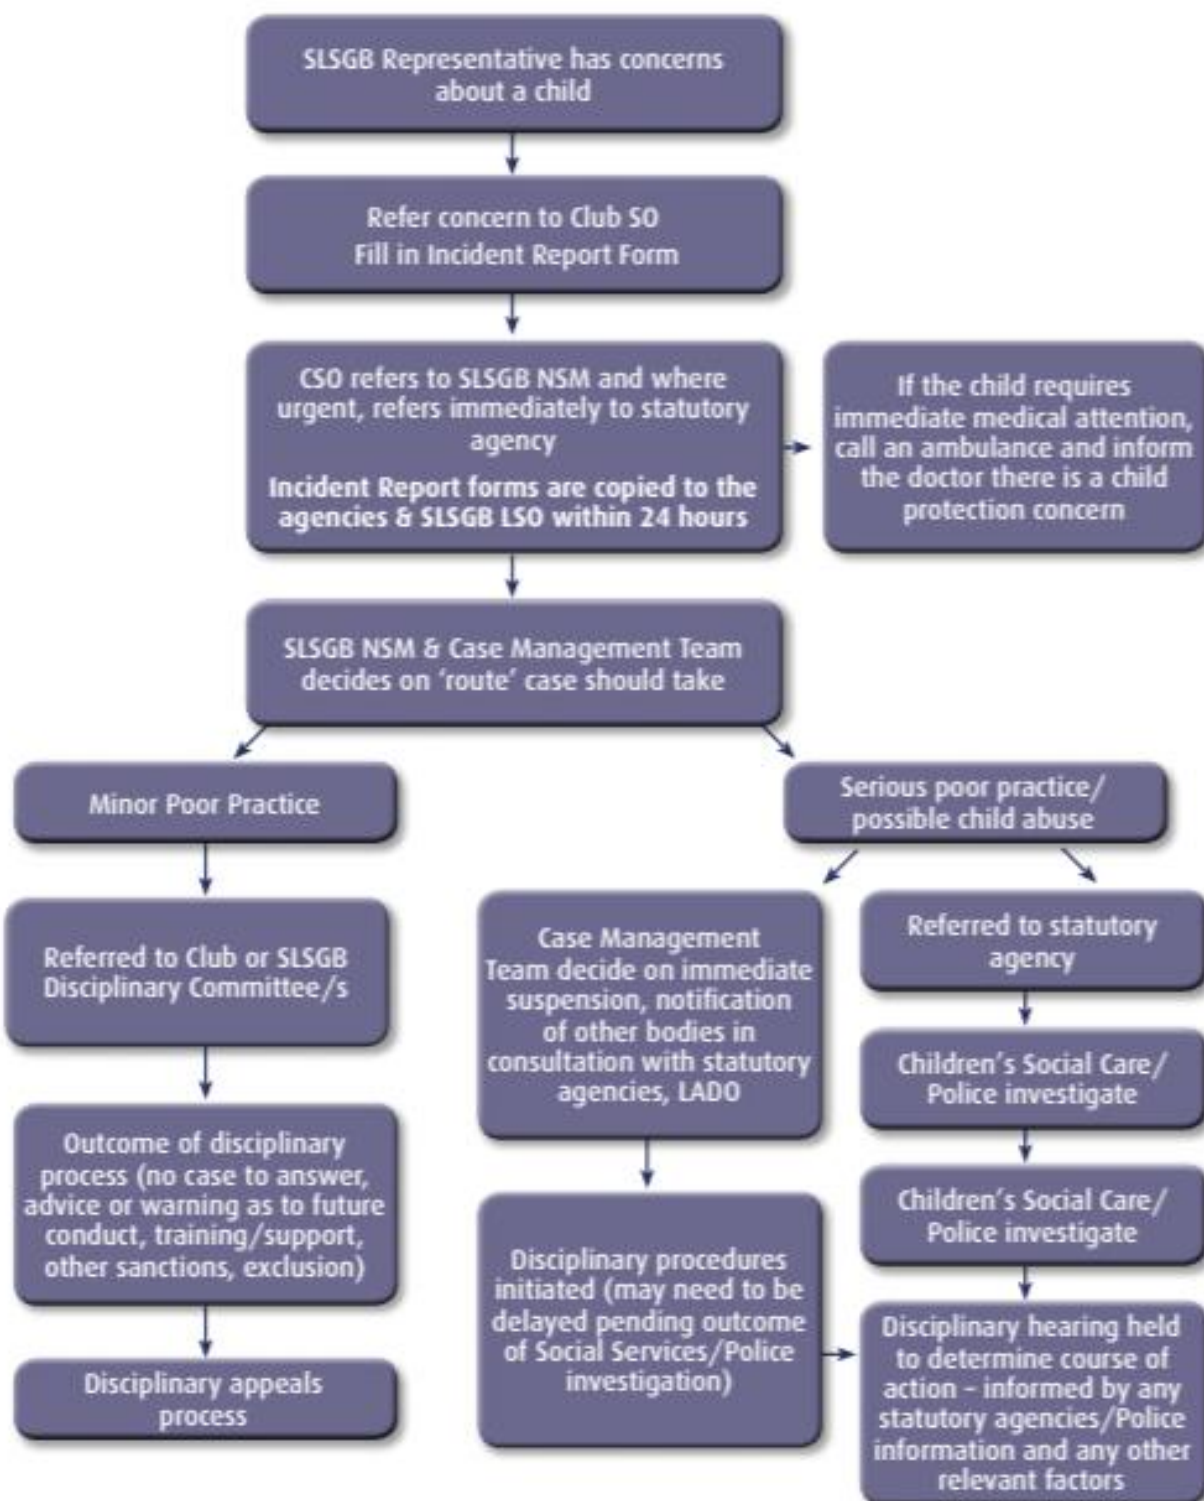 SLSGB Representative has concerns
about a child
Refer concern to Club SO
Fill in Incident Report Form
CSO refers to SLSGB NSM and where
urgent, refers immediately to statutory
agency
Incident Report forms are copied to the
agencies & SLSGB LSO within 24 hours
If the child requires
immediate medical attention,
call an ambulance and inform
the doctor there is a child
protection concern
SLSGB NSM & Case Management Team
decides on ‘route’ case should take
Minor Poor Practice
Referred to Club or SLSGB
Disciplinary Committee/s
Outcome of disciplinary
process (no case to answer,
advice or warning as to future
conduct, training/support,
other sanctions, exclusion)
Disciplinary appeals
process
Serious poor practice/
possible child abuse
Case Management
Team decide on immediate
suspension, notification
of other bodies in
consultation with statutory
agencies, LADO
Disciplinary procedures
initiated (may need to be
delayed pending outcome
of Social Services/Police
investigation)
Referred to statutory
agency
Children’s Social Care/
Police investigate
Children’s Social Care/
Police investigate
Disciplinary hearing held
to determine course of
action – informed by any
statutory agencies/Police
information and any other
relevant factors